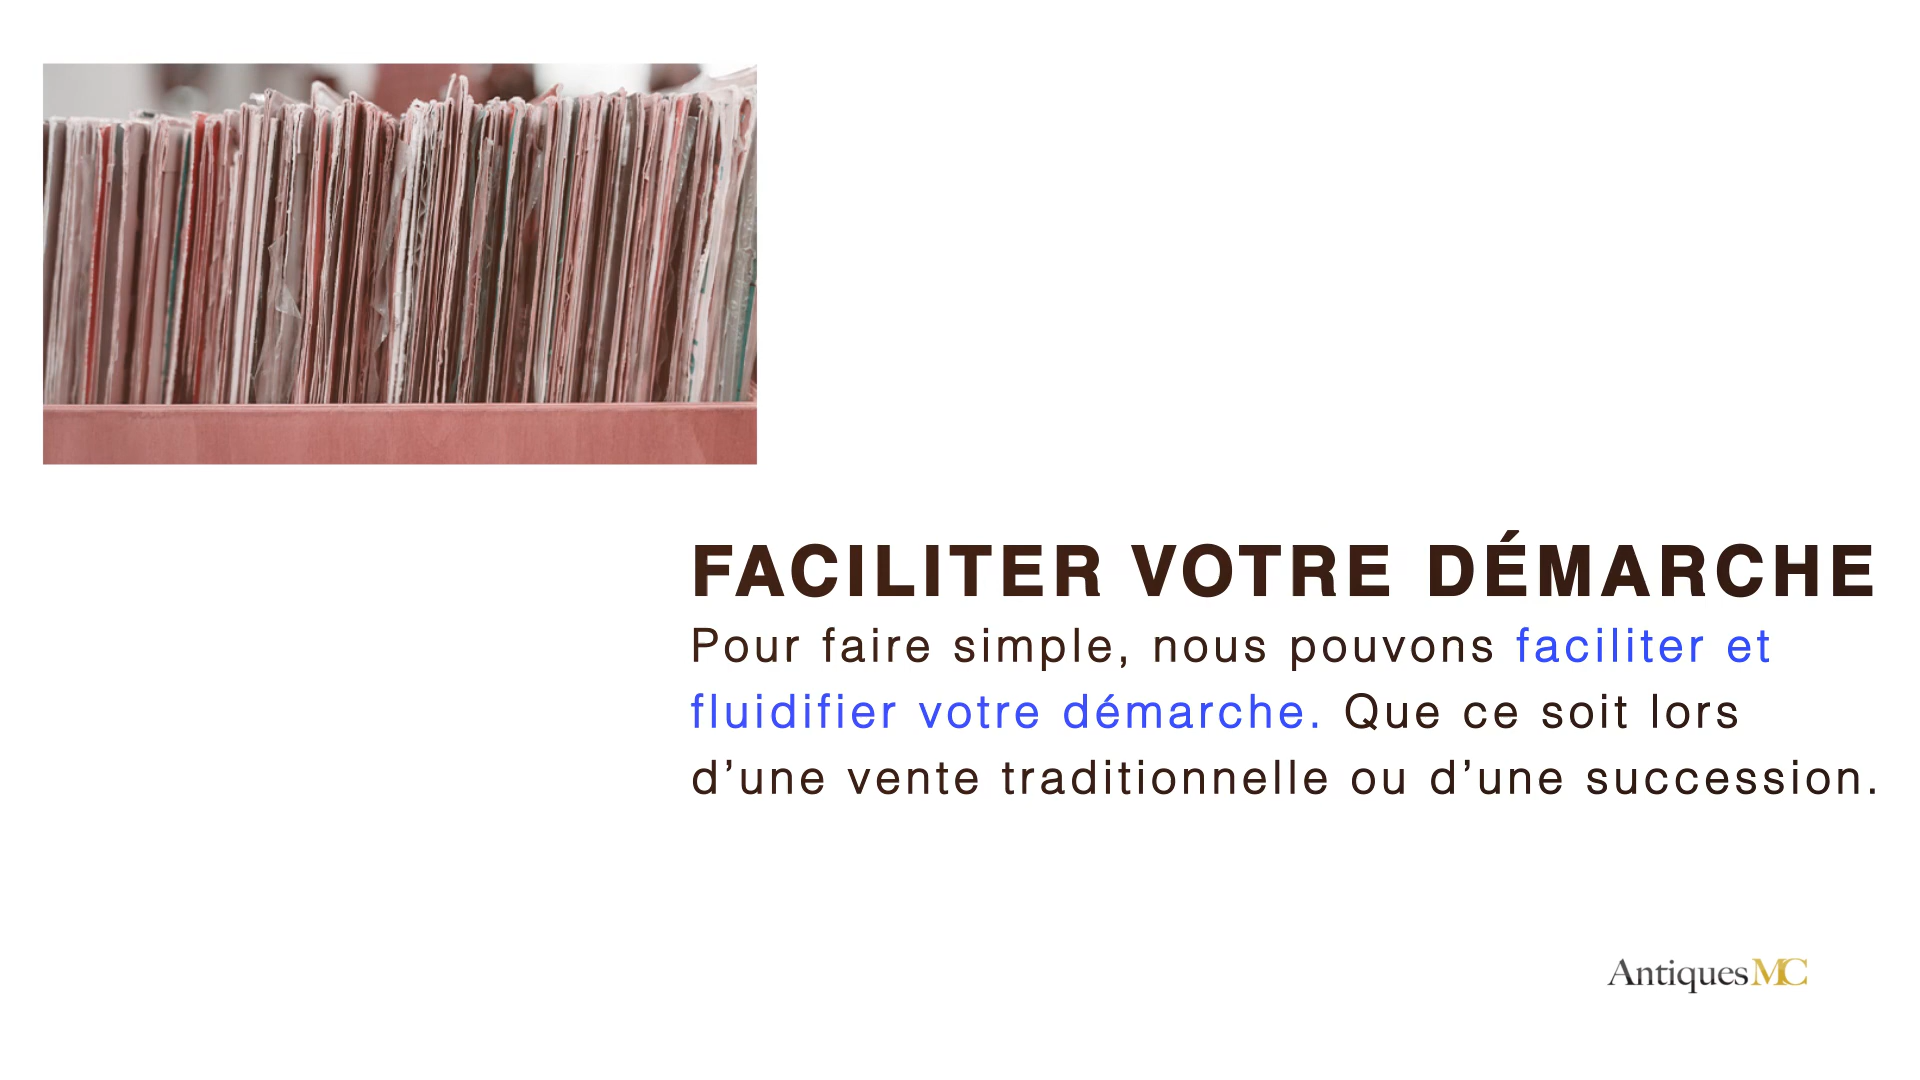 FACILITER VOTRE DÉMARCHE
Pour faire simple, nous pouvons faciliter et
fluidifier votre démarche. Que ce soit lors
d’une vente traditionnelle ou d’une succession.
AntiquesMC